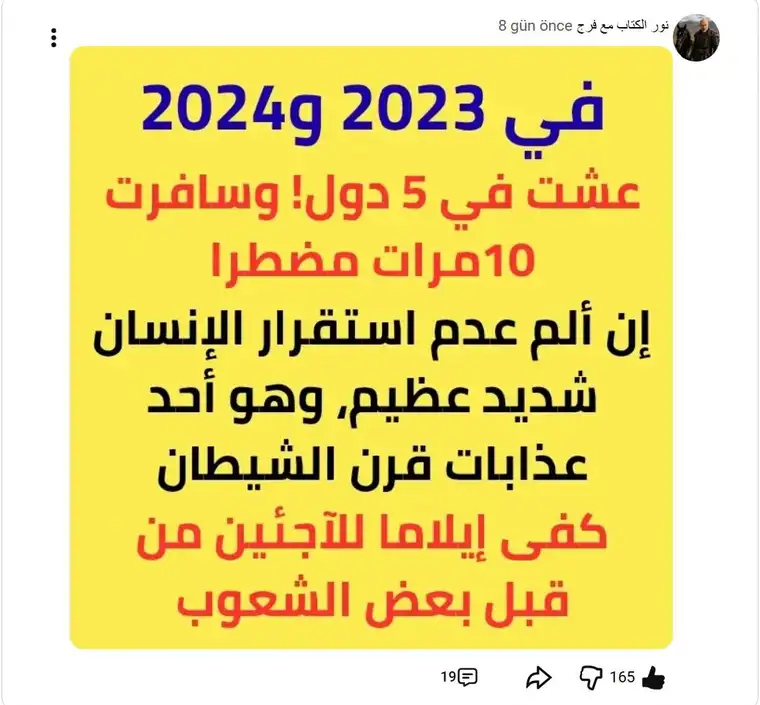 نور الكتاب مع فرج 8 gün önce
في 2023 و2024
عشت في 5 دول! وسافرت
10مرات مضطرا
إن ألم عدم استقرار الإنسان
شديد عظيم، وهو أحد
عذابات قرن الشيطان
كفى إيلاما للآجئين من
قبل بعض الشعوب
165
19